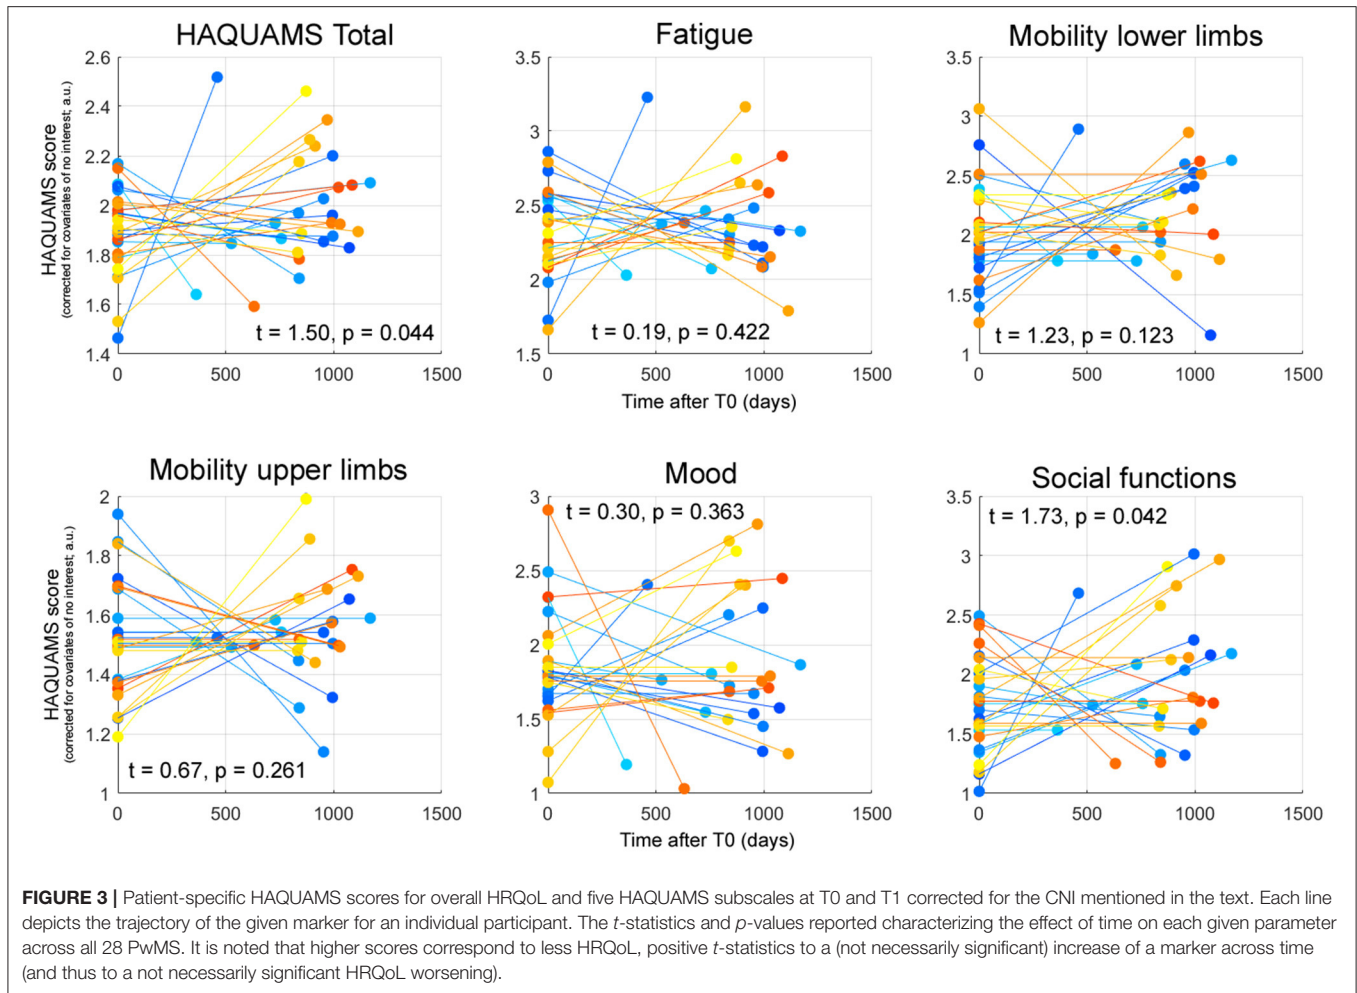 HAQUAMS Total
Fatigue
Mobility lower limbs
HAQUAMS score
(corrected for covariates of no interest; a.u.)
2.6
2.4
2.2
2
1.8
1.6
1.4
t = 1.50, p = 0.044
0 500 1000 1500
3.5
3
2.5
2
1.5
t = 0.19, p = 0.422
0 500 1000 1500
Time after T0 (days)
3.5
3
2.5
2
1.5
1
t = 1.23, p = 0.123
0 500 1000 1500
Mobility upper limbs
Mood
Social functions
HAQUAMS score
(corrected for covariates of no interest; a.u.)
2
1.8
1.6
1.4
1.2
1
t = 0.67, p = 0.261
0 500 1000 1500
3
2.5
2
1.5
1
t = 0.30, p = 0.363
0 500 1000 1500
Time after T0 (days)
3.5
3
2.5
2
1.5
1
t = 1.73, p = 0.042
0 500 1000 1500
FIGURE 3 | Patient-specific HAQUAMS scores for overall HRQoL and five HAQUAMS subscales at T0 and T1 corrected for the CNI mentioned in the text. Each line
depicts the trajectory of the given marker for an individual participant. The t-statistics and p-values reported characterizing the effect of time on each given parameter
across all 28 PwMS. It is noted that higher scores correspond to less HRQoL, positive t-statistics to a (not necessarily significant) increase of a marker across time
(and thus to a not necessarily significant HRQoL worsening).